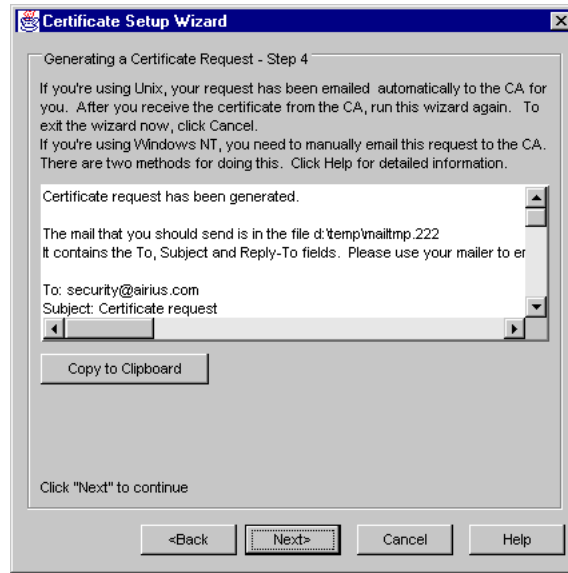 Certificate Setup Wizard
Generating a Certificate Request - Step 4
If you're using Unix, your request has been emailed automatically to the CA for
you. After you receive the certificate from the CA, run this wizard again. To
exit the wizard now, click Cancel.
If you're using Windows NT, you need to manually email this request to the CA.
There are two methods for doing this. Click Help for detailed information.
Certificate request has been generated.
The mail that you should send is in the file d:\temp\mailtmp.222
It contains the To, Subject and Reply-To fields. Please use your mailer to er
To: security@airius.com
Subject: Certificate request
Copy to Clipboard
Click "Next" to continue
<Back
Next>
Cancel
Help